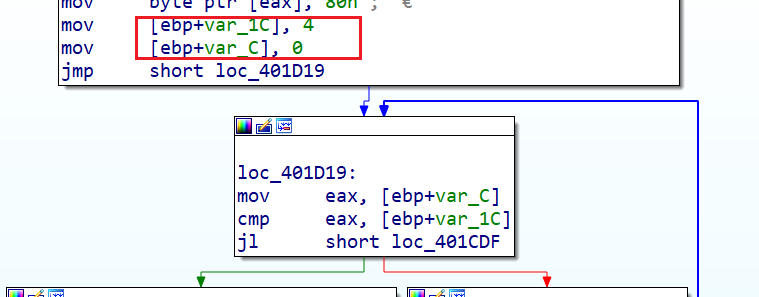 mov byte ptr [eax], 80h ; €
mov [ebp+var_1C], 4
mov [ebp+var_C], 0
jmp short loc_401D19
loc_401D19:
mov eax, [ebp+var_C]
cmp eax, [ebp+var_1C]
jl short loc_401CDF